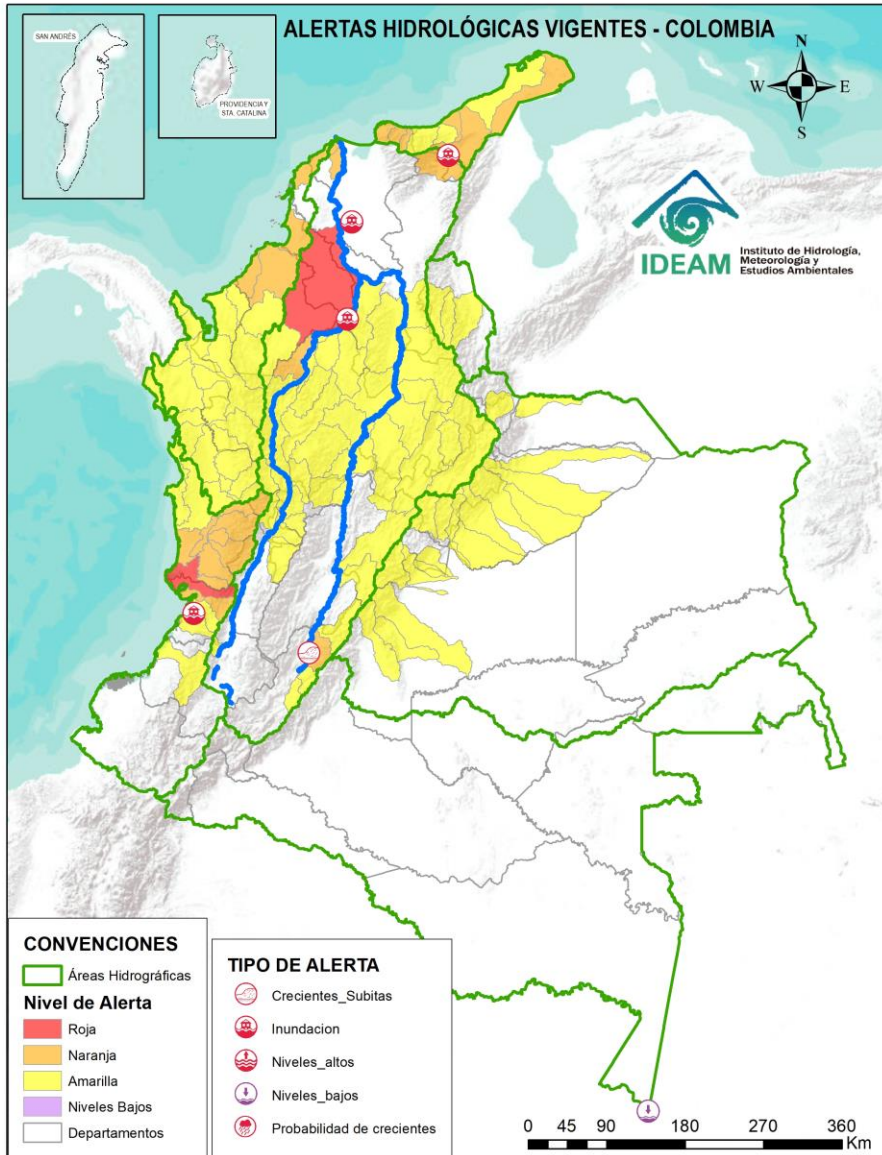 ALERTAS HIDROLÓGICAS VIGENTES - COLOMBIA
SAN ANDRÉS
PROVIDENCIA Y
STA. CATALINA
N
W
E
S
IDEAM
Instituto de Hidrología,
Meteorología y
Estudios Ambientales
CONVENCIONES
Áreas Hidrográficas
Nivel de Alerta
Roja
Naranja
Amarilla
Niveles Bajos
Departamentos
TIPO DE ALERTA
Crecientes_Subitas
Inundacion
Niveles_altos
Niveles_bajos
Probabilidad de crecientes
0 45 90 180 270 360
Km